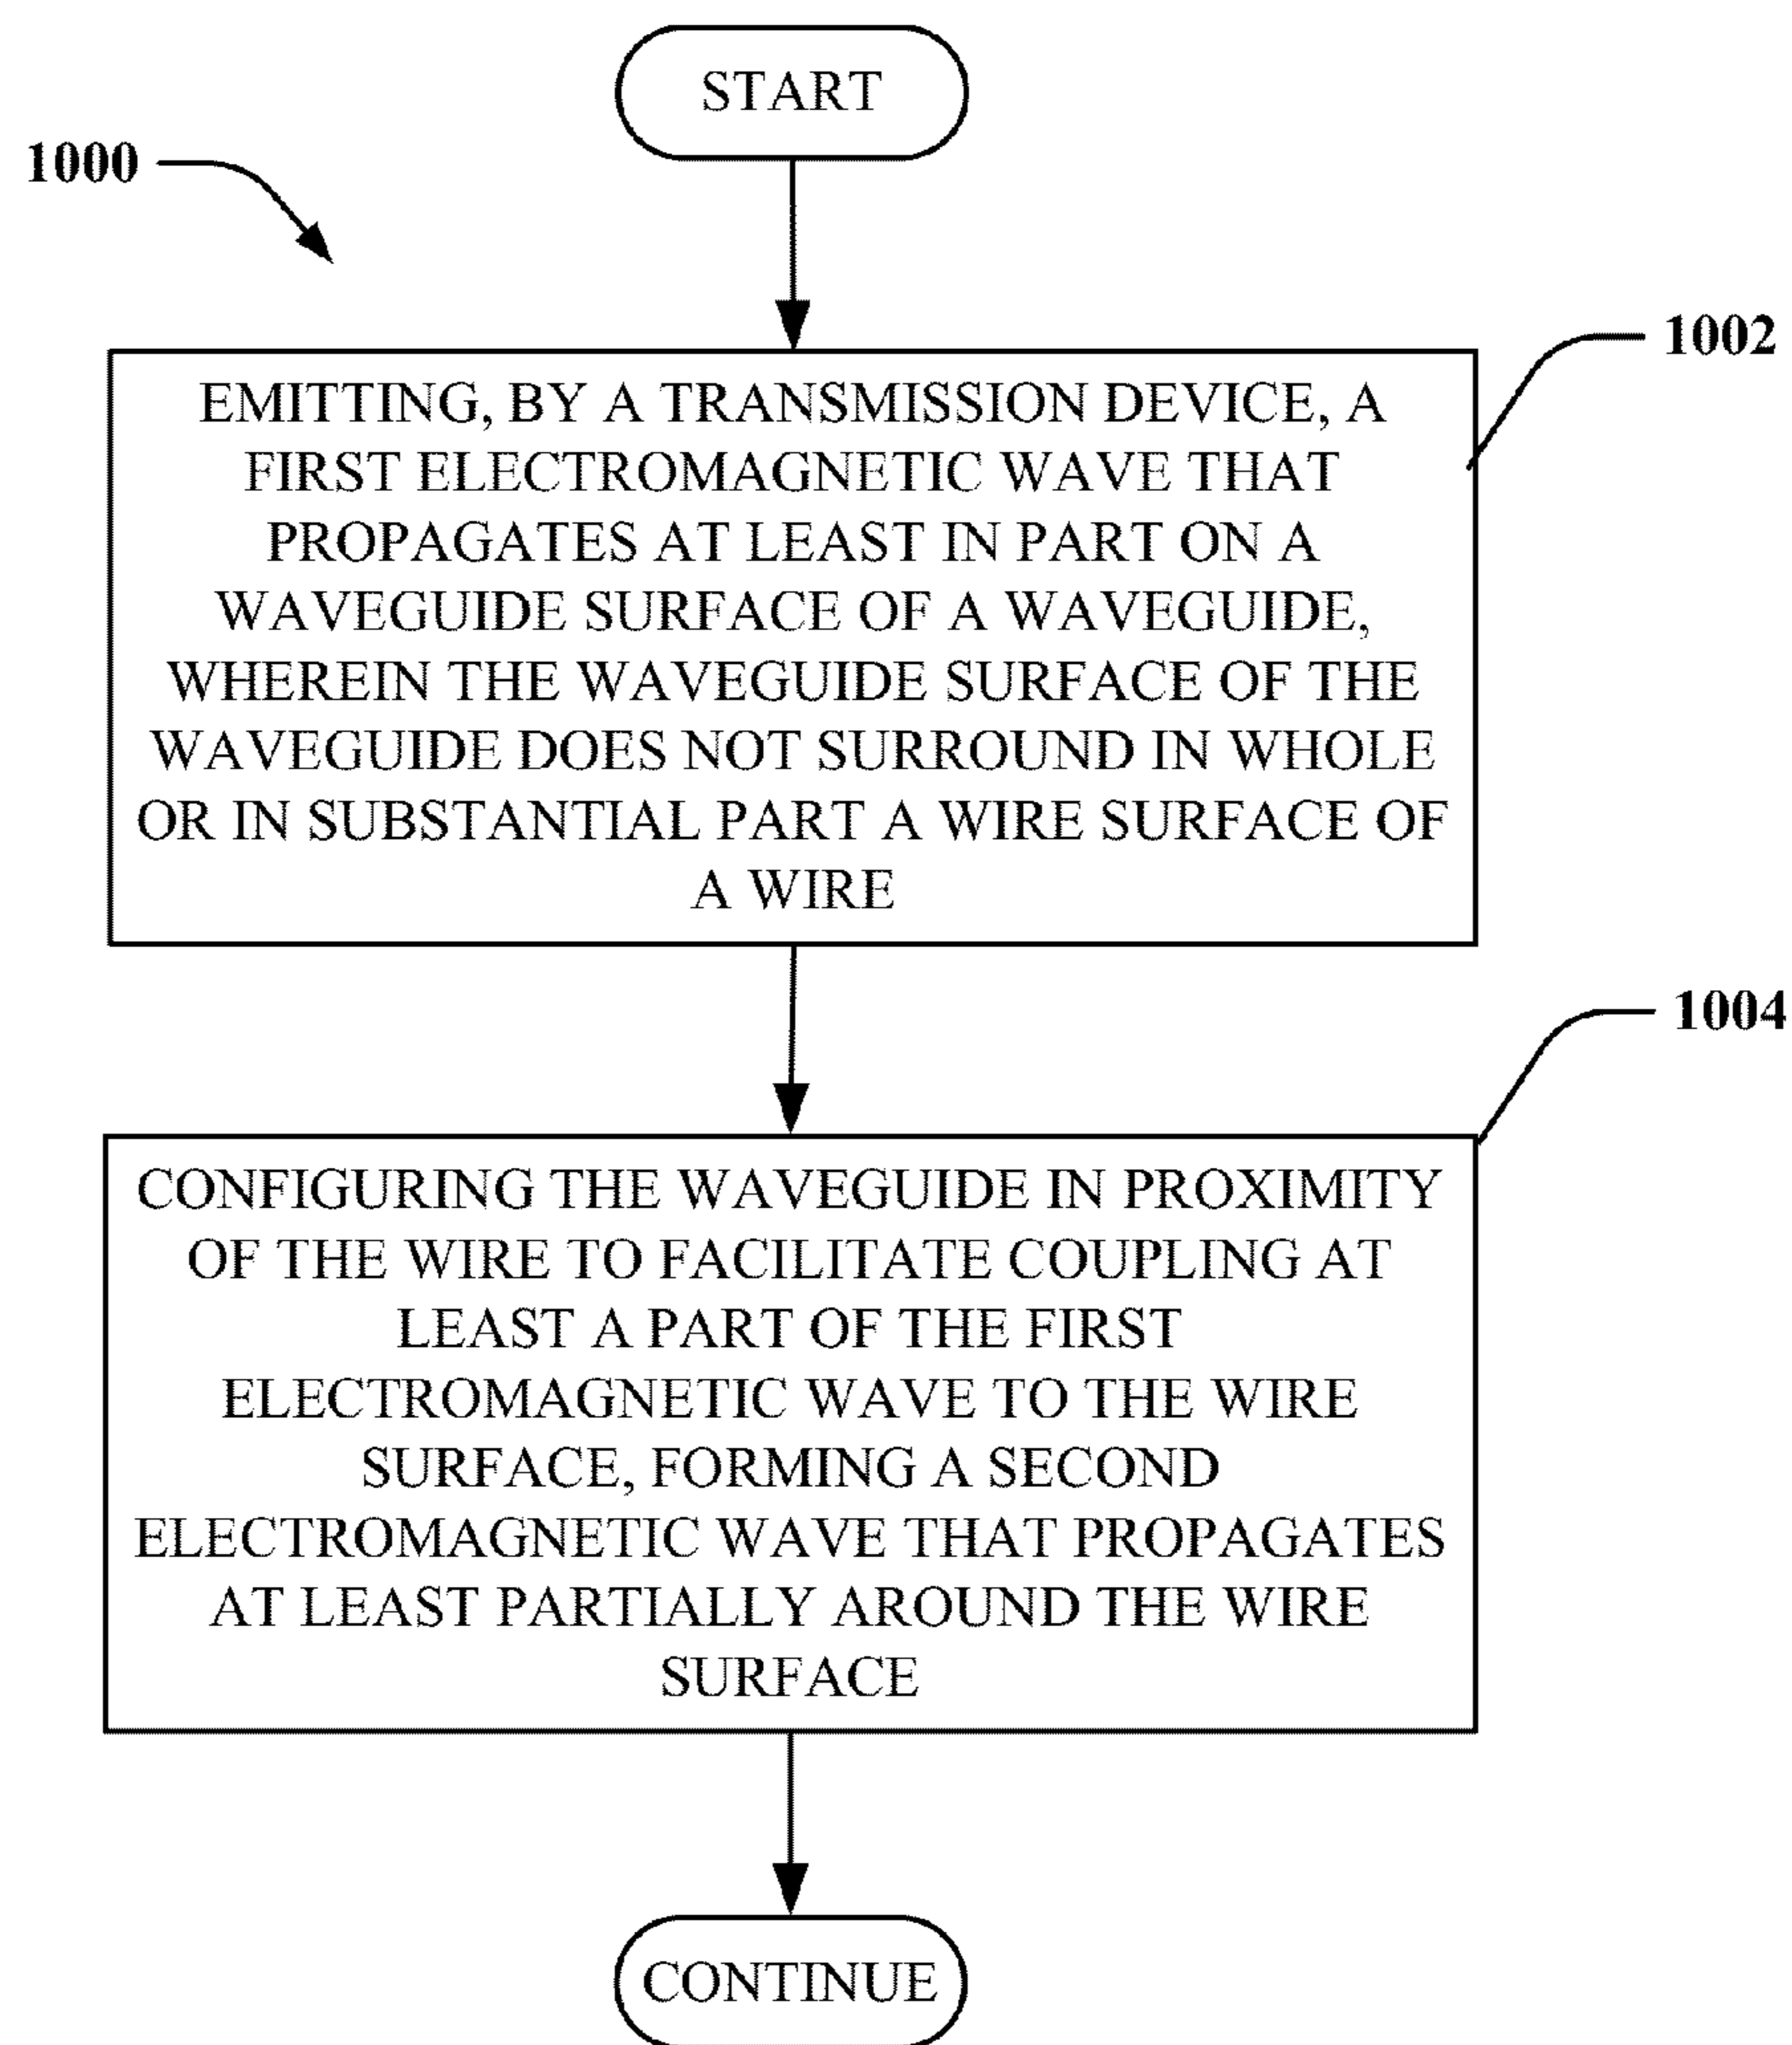 START
1000
1002
EMITTING, BY A TRANSMISSION DEVICE, A
FIRST ELECTROMAGNETIC WAVE THAT
PROPAGATES AT LEAST IN PART ON A
WAVEGUIDE SURFACE OF A WAVEGUIDE,
WHEREIN THE WAVEGUIDE SURFACE OF THE
WAVEGUIDE DOES NOT SURROUND IN WHOLE
OR IN SUBSTANTIAL PART A WIRE SURFACE OF
A WIRE
1004
CONFIGURING THE WAVEGUIDE IN PROXIMITY
OF THE WIRE TO FACILITATE COUPLING AT
LEAST A PART OF THE FIRST
ELECTROMAGNETIC WAVE TO THE WIRE
SURFACE, FORMING A SECOND
ELECTROMAGNETIC WAVE THAT PROPAGATES
AT LEAST PARTIALLY AROUND THE WIRE
SURFACE
CONTINUE